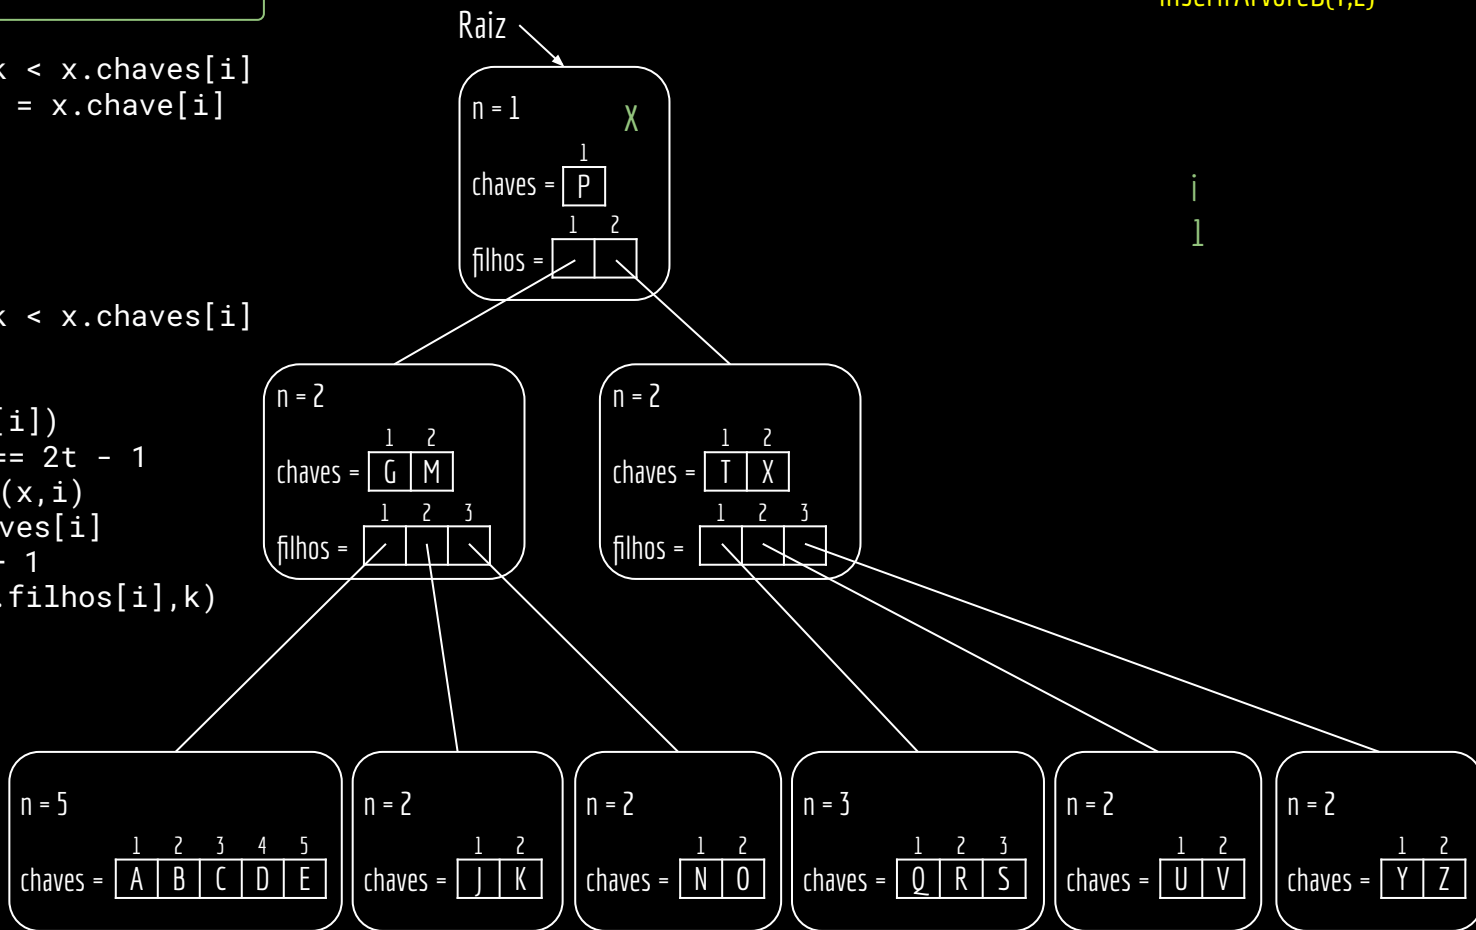 Raiz
k < x.chaves[i]
= x.chave[i]
k < x.chaves[i]
[i])
== 2t - 1
(x,i)
ves[i]
1
.filhos[i],k)
InserirArvoreB(T,L)
i
1
n = 1
X
1
chaves = P
1 2
filhos =
n = 2
1 2
chaves = G M
1 2 3
filhos =
n = 2
1 2
chaves = T X
1 2 3
filhos =
n = 5
1 2 3 4 5
chaves = A B C D E
n = 2
1 2
chaves = J K
n = 2
1 2
chaves = N O
n = 3
1 2 3
chaves = Q R S
n = 2
1 2
chaves = U V
n = 2
1 2
chaves = Y Z